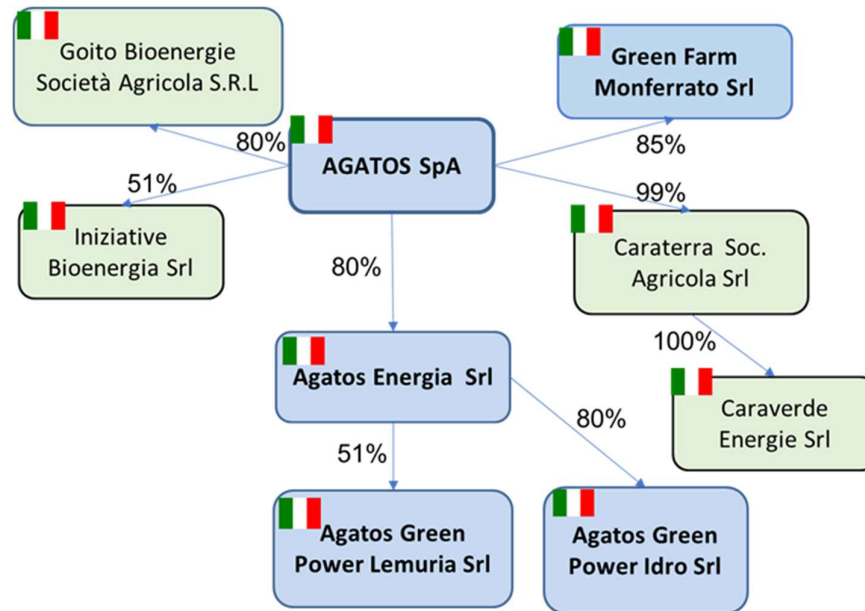 Goito Bioenergie
Società Agricola S.R.L
Green Farm
Monferrato Srl
80%
AGATOS SpA
85%
51%
99%
Iniziative
Bioenergia Srl
Caraterra Soc.
Agricola Srl
80%
100%
Agatos Energia Srl
Caraverde
Energie Srl
80%
51%
Agatos Green
Power Lemuria Srl
Agatos Green
Power Idro Srl